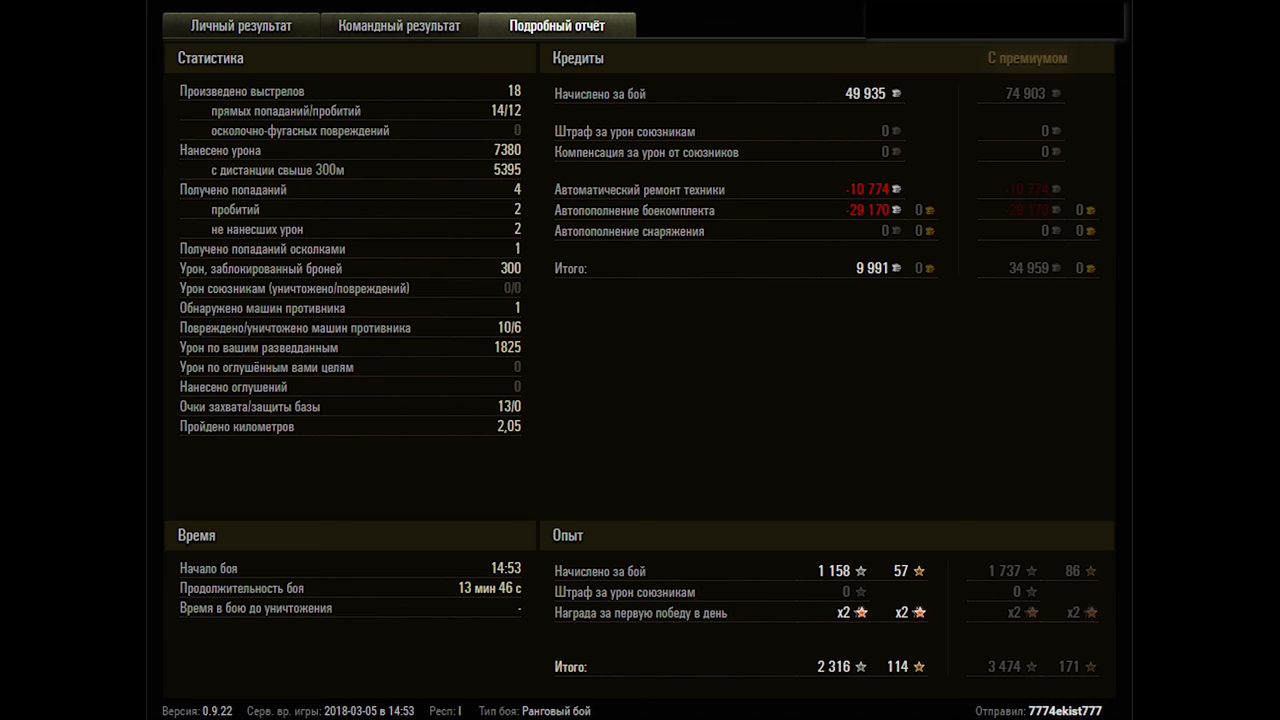 Личный результат Командный результат Подробный отчёт
Статистика
Произведено выстрелов 18
прямых попаданий/пробитий 14/12
осколочно-фугасных повреждений 0
Нанесено урона 7380
с дистанции свыше 300м 5395
Получено попаданий 4
пробитий 2
не нанесших урон 2
Получено попаданий осколками 1
Урон, заблокированный броней 300
Урон союзникам (уничтожено/повреждений) 0/0
Обнаружено машин противника 1
Повреждено/уничтожено машин противника 10/6
Урон по вашим разведданным 1825
Урон по оглушённым вами целям 0
Нанесено оглушений 0
Очки захвата/защиты базы 13/0
Пройдено километров 2,05
Кредиты С премиумом
Начислено за бой 49 935 74 903
Штраф за урон союзникам 0 0
Компенсация за урон от союзников 0 0
Автоматический ремонт техники -10 774 -10 774
Автопополнение боекомплекта -29 170 0 -29 170 0
Автопополнение снаряжения 0 0 0 0
Итого: 9 991 0 34 959 0
Время
Начало боя 14:53
Продолжительность боя 13 мин 46 с
Время в бою до уничтожения -
Опыт
Начислено за бой 1 158 57 1 737 86
Штраф за урон союзникам 0 0
Награда за первую победу в день x2 x2 x2 x2
Итого: 2 316 114 3 474 171
Версия: 0.9.22 Серв. вр. игры: 2018-03-05 в 14:53 Респ: I Тип боя: Ранговый бой Отправил: 7774ekist777